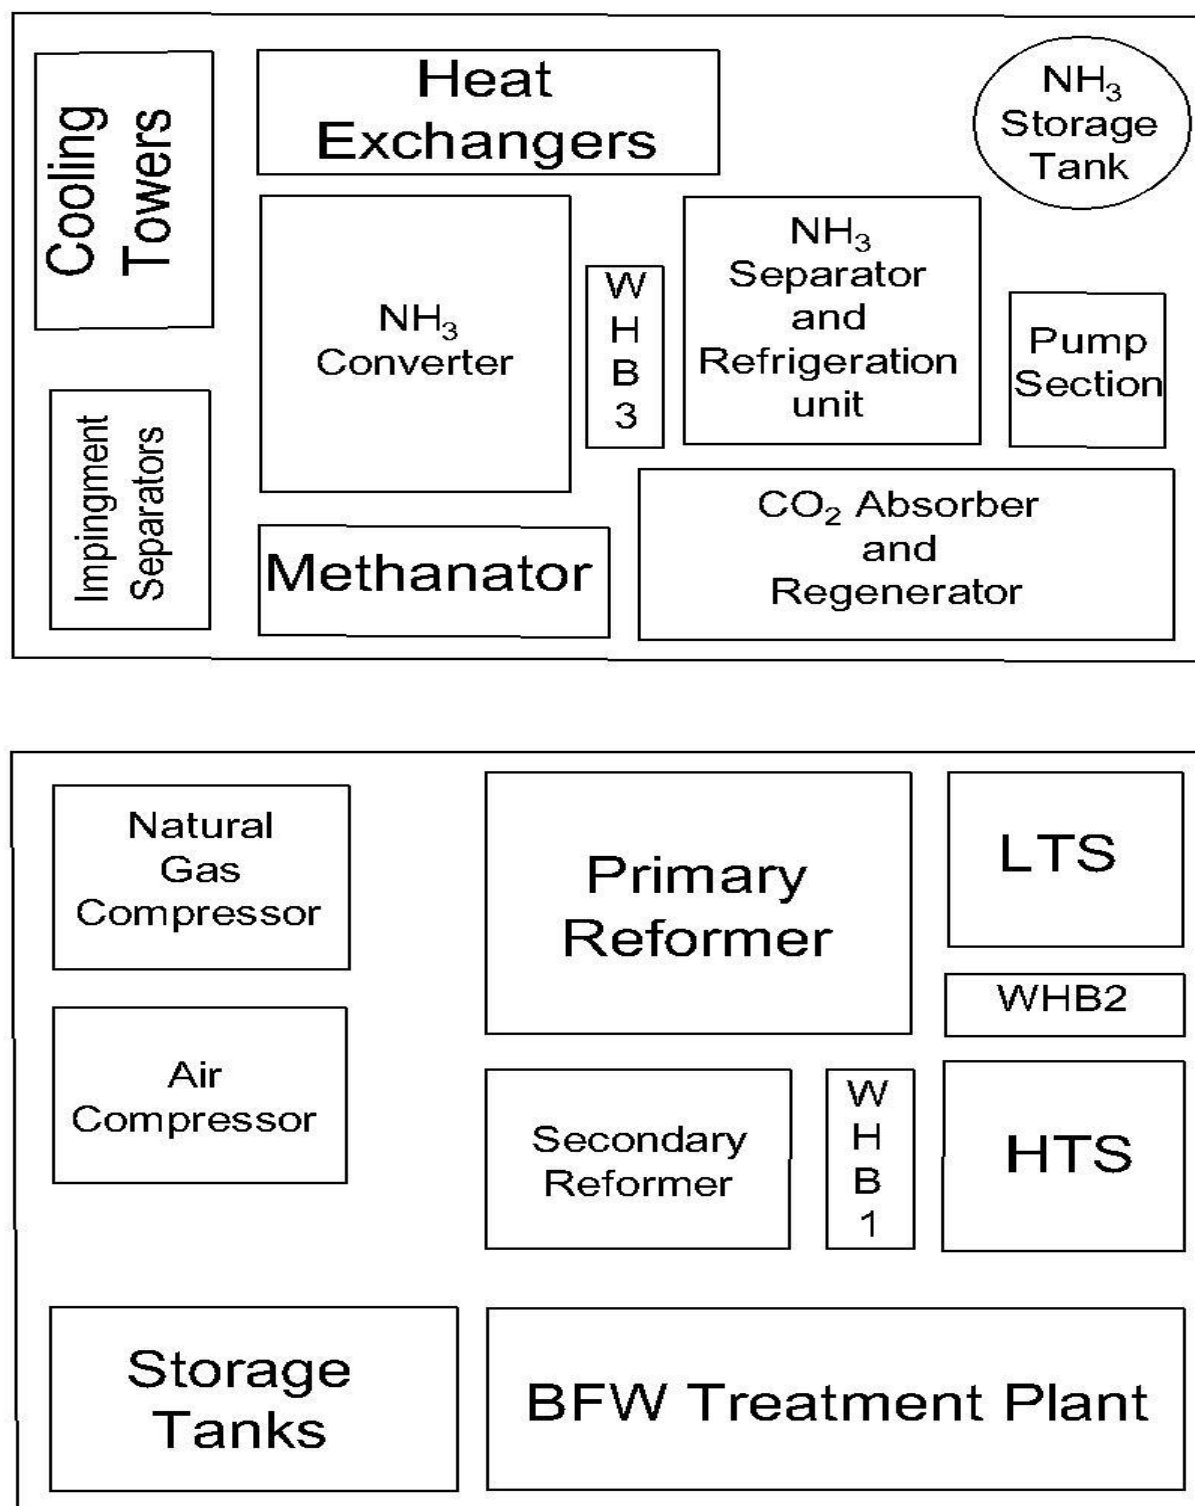 Cooling
Towers
Heat
Exchangers
NH₃
Storage
Tank
NH₃
Converter
W
H
B
3
NH₃
Separator
and
Refrigeration
unit
Pump
Section
Impingment
Separators
Methanator
CO₂ Absorber
and
Regenerator
Natural
Gas
Compressor
Primary
Reformer
LTS
WHB2
Air
Compressor
Secondary
Reformer
W
H
B
1
HTS
Storage
Tanks
BFW Treatment Plant